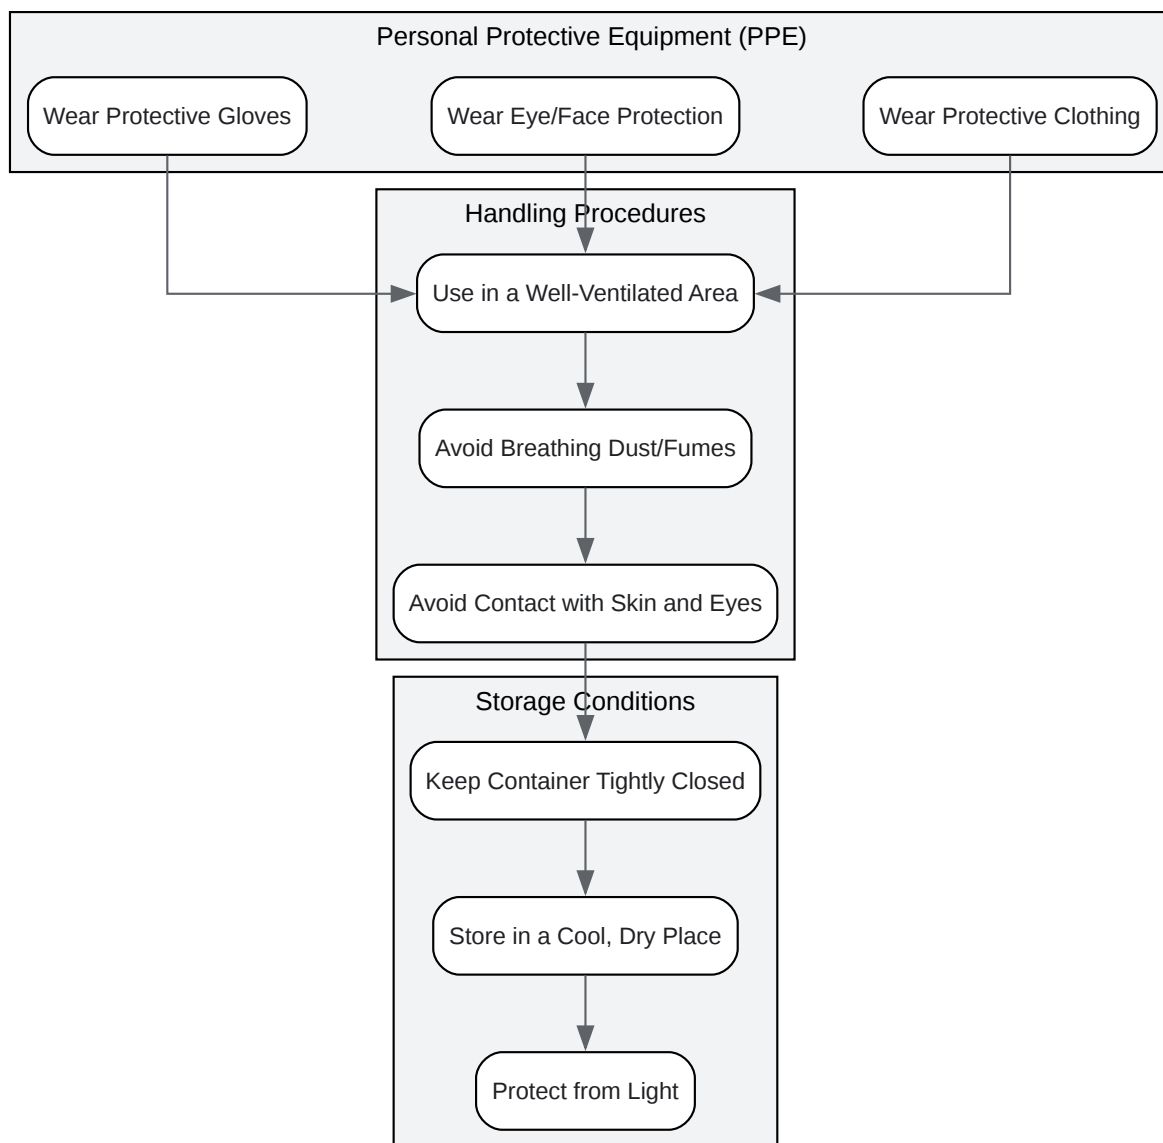 Personal Protective Equipment (PPE)
Wear Protective Gloves
Wear Eye/Face Protection
Wear Protective Clothing
Handling Procedures
Use in a Well-Ventilated Area
Avoid Breathing Dust/Fumes
Avoid Contact with Skin and Eyes
Storage Conditions
Keep Container Tightly Closed
Store in a Cool, Dry Place
Protect from Light